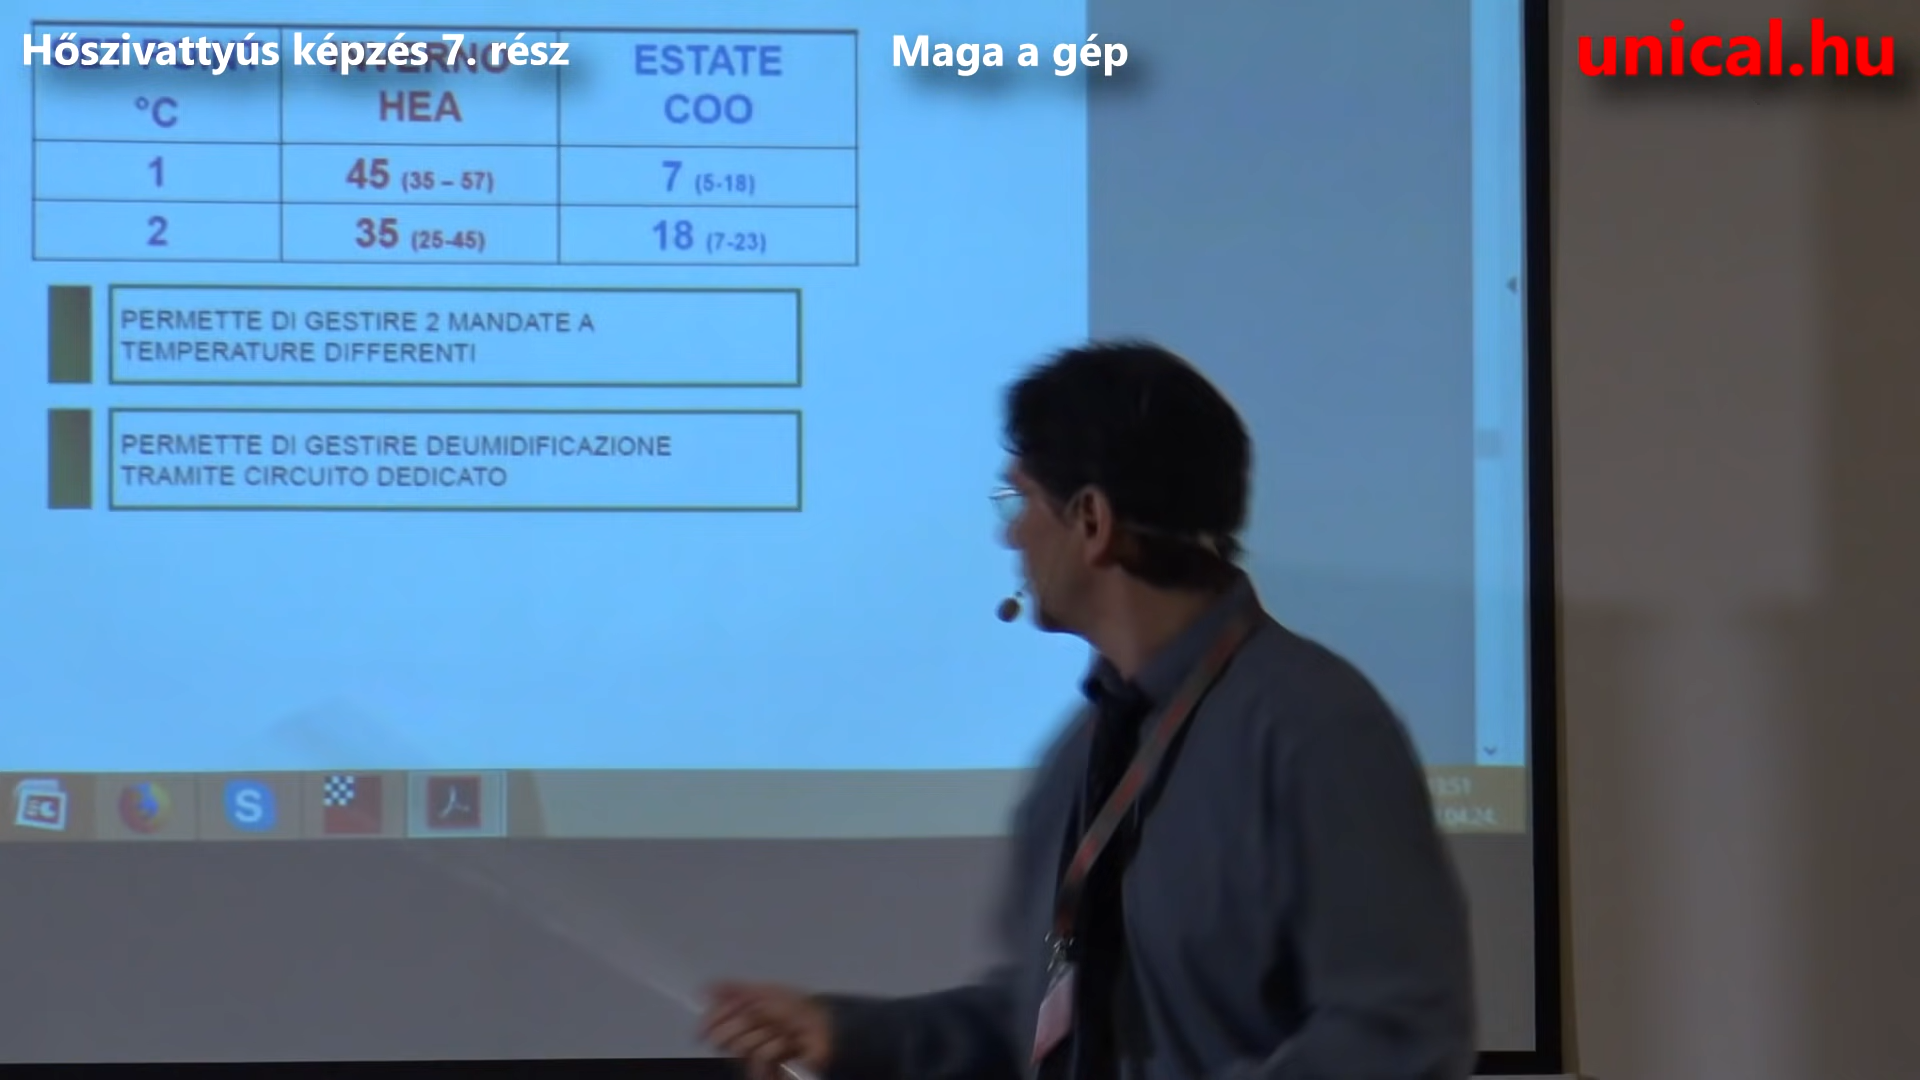 Hőszivattyús képzés 7. rész
Maga a gép
unical.hu
ESTATE
°C
HEA
COO
1
45 (35 – 57)
7 (5-18)
2
35 (25-45)
18 (7-23)
PERMETTE DI GESTIRE 2 MANDATE A
TEMPERATURE DIFFERENTI
PERMETTE DI GESTIRE DEUMIDIFICAZIONE
TRAMITE CIRCUITO DEDICATO